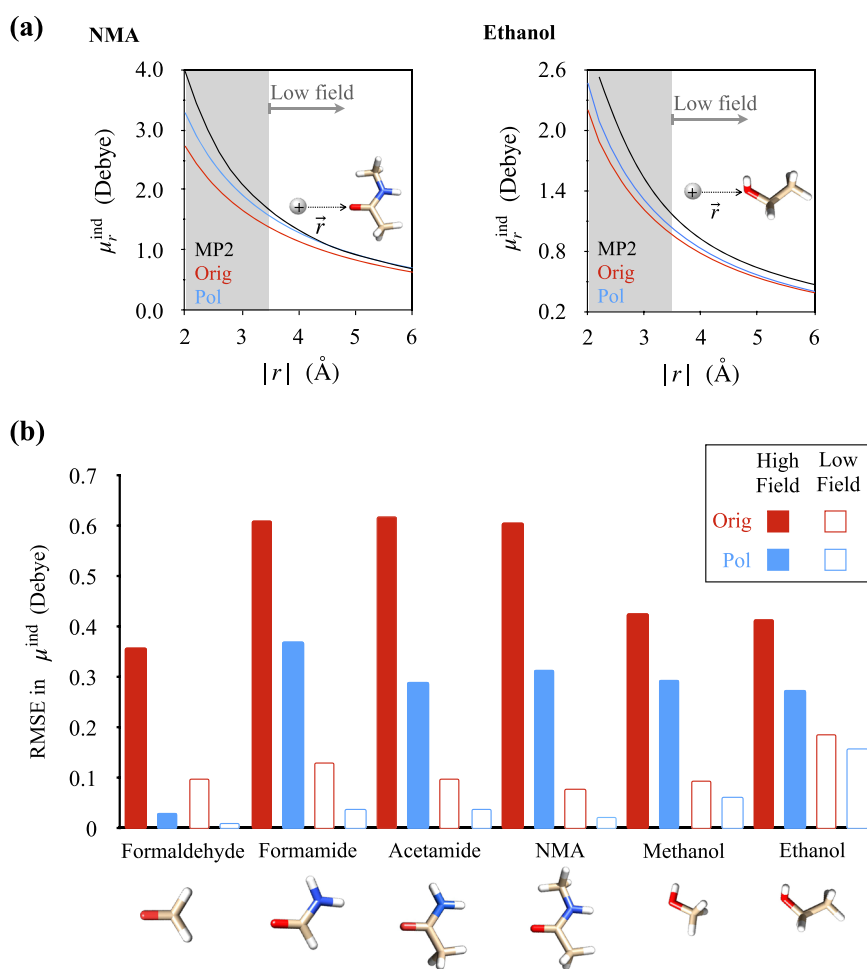 (a)
NMA
Ethanol
4.0
3.0
2.0
1.0
0.0
μ_r^ind (Debye)
Low field
+
r⃗
MP2
Orig
Pol
2 3 4 5 6
|r| (Å)
2.6
2.0
1.4
0.8
0.2
μ_r^ind (Debye)
Low field
+
r⃗
MP2
Orig
Pol
2 3 4 5 6
|r| (Å)
(b)
0.7
0.6
0.5
0.4
0.3
0.2
0.1
0
RMSE in μ^ind (Debye)
High Low
Field Field
Orig
Pol
Formaldehyde Formamide Acetamide NMA Methanol Ethanol